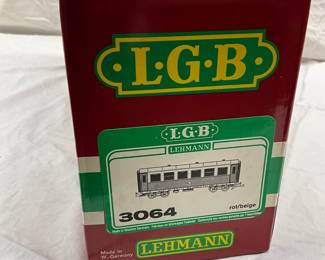 L·G·B
L·G·B
LEHMANN
3064
rot/beige
Made in
W.-Germany
LEHMANN